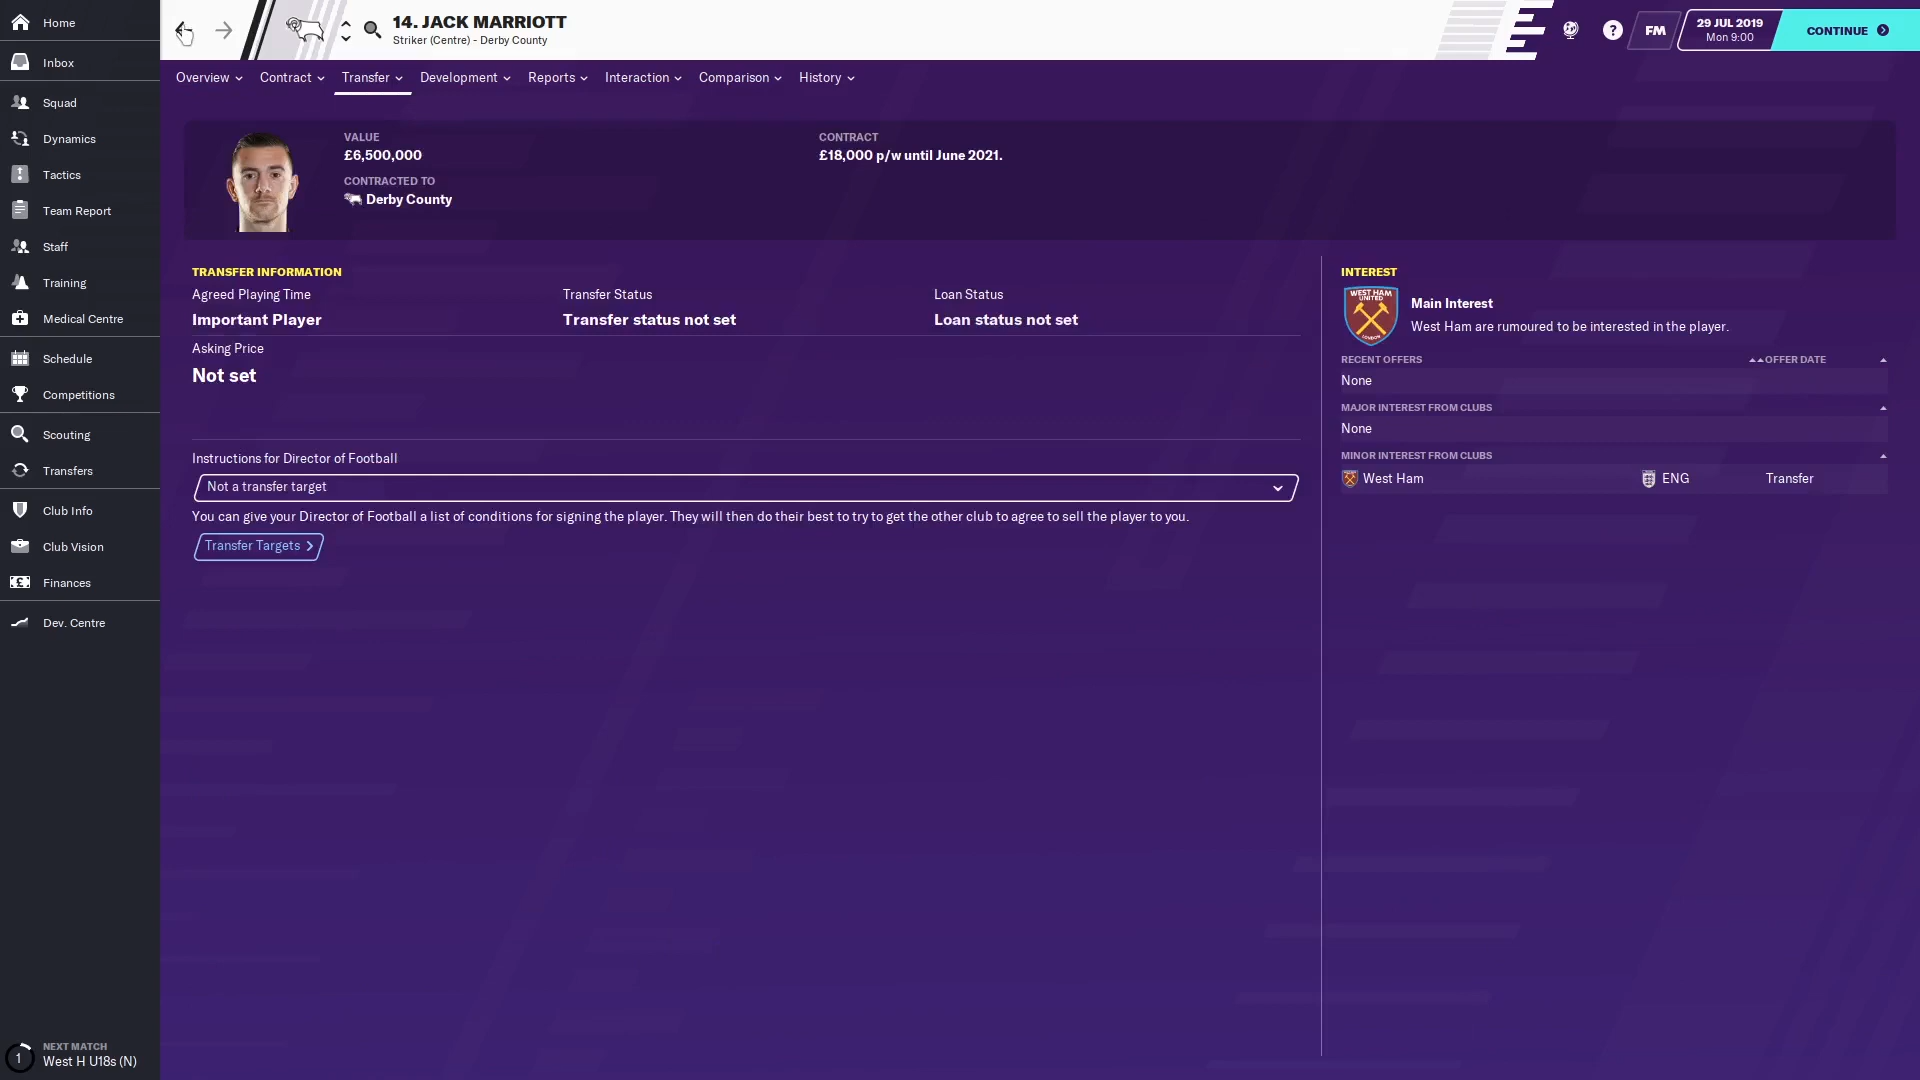 Home
Inbox
Squad
Dynamics
Tactics
Team Report
Staff
Training
Medical Centre
Schedule
Competitions
Scouting
Transfers
Club Info
Club Vision
Finances
Dev. Centre
1
NEXT MATCH
West H U18s (N)
14. JACK MARRIOTT
Striker (Centre) - Derby County
?
FM
29 JUL 2019
Mon 9:00
CONTINUE
Overview
Contract
Transfer
Development
Reports
Interaction
Comparison
History
VALUE
£6,500,000
CONTRACTED TO
Derby County
CONTRACT
£18,000 p/w until June 2021.
TRANSFER INFORMATION
Agreed Playing Time
Important Player
Transfer Status
Transfer status not set
Loan Status
Loan status not set
Asking Price
Not set
Instructions for Director of Football
Not a transfer target
You can give your Director of Football a list of conditions for signing the player. They will then do their best to try to get the other club to agree to sell the player to you.
Transfer Targets
INTEREST
WEST HAM
UNITED
LONDON
Main Interest
West Ham are rumoured to be interested in the player.
RECENT OFFERS
OFFER DATE
None
MAJOR INTEREST FROM CLUBS
None
MINOR INTEREST FROM CLUBS
West Ham
ENG
Transfer